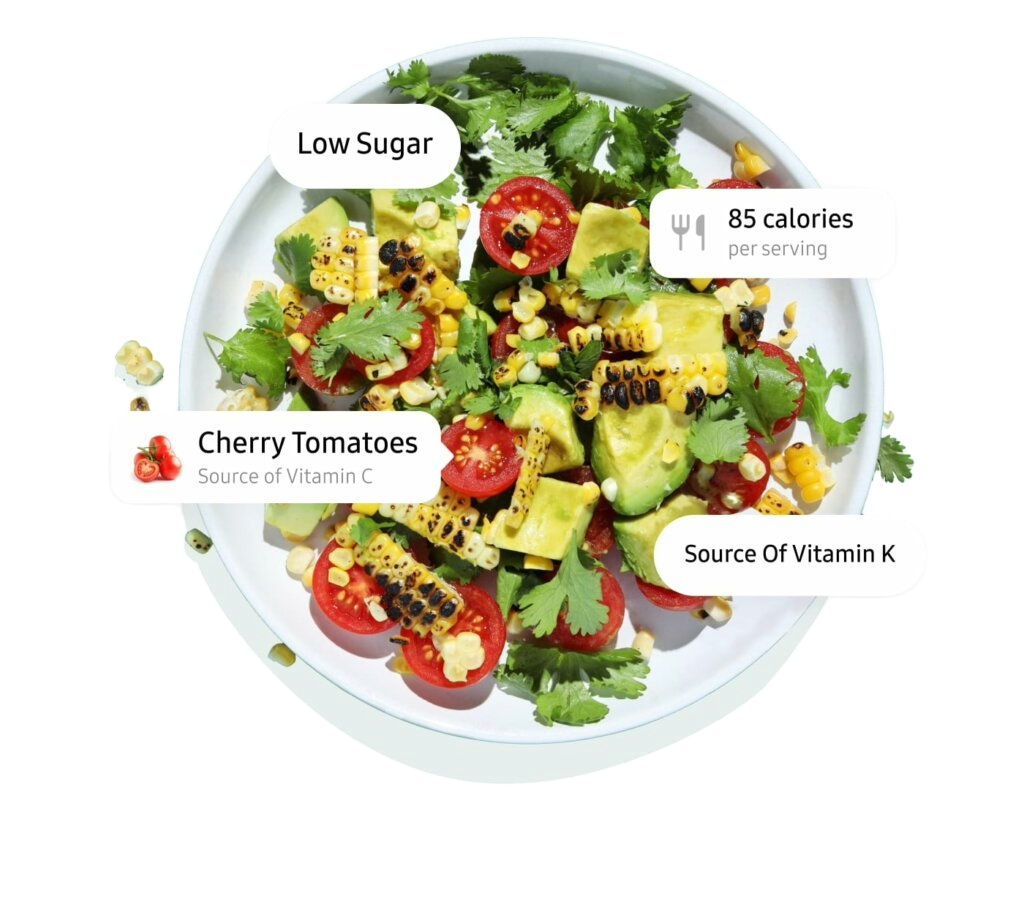 Low Sugar
85 calories
per serving
Cherry Tomatoes
Source of Vitamin C
Source Of Vitamin K